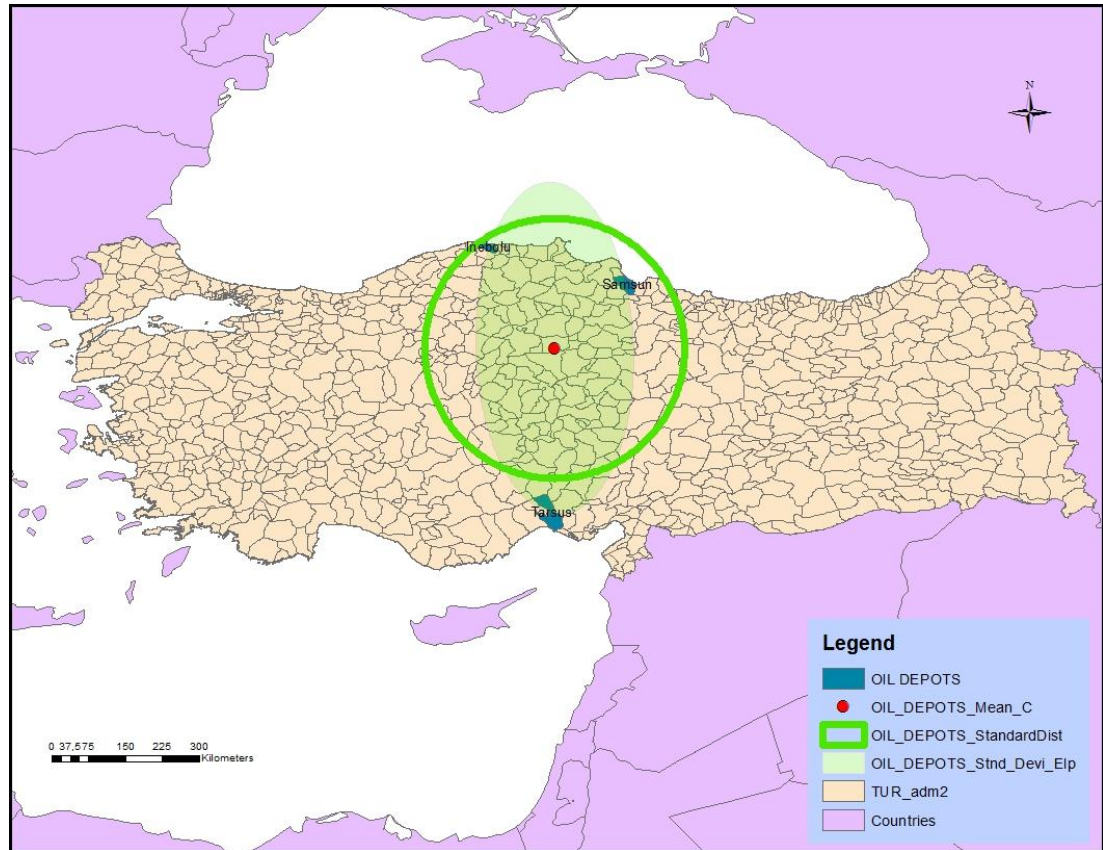 N
Inebolu
Samsun
Tarsus
Legend
OIL DEPOTS
OIL_DEPOTS_Mean_C
OIL_DEPOTS_StandardDist
OIL_DEPOTS_Stnd_Devi_Elp
TUR_adm2
Countries
0 37,575 150 225 300
Kilometers